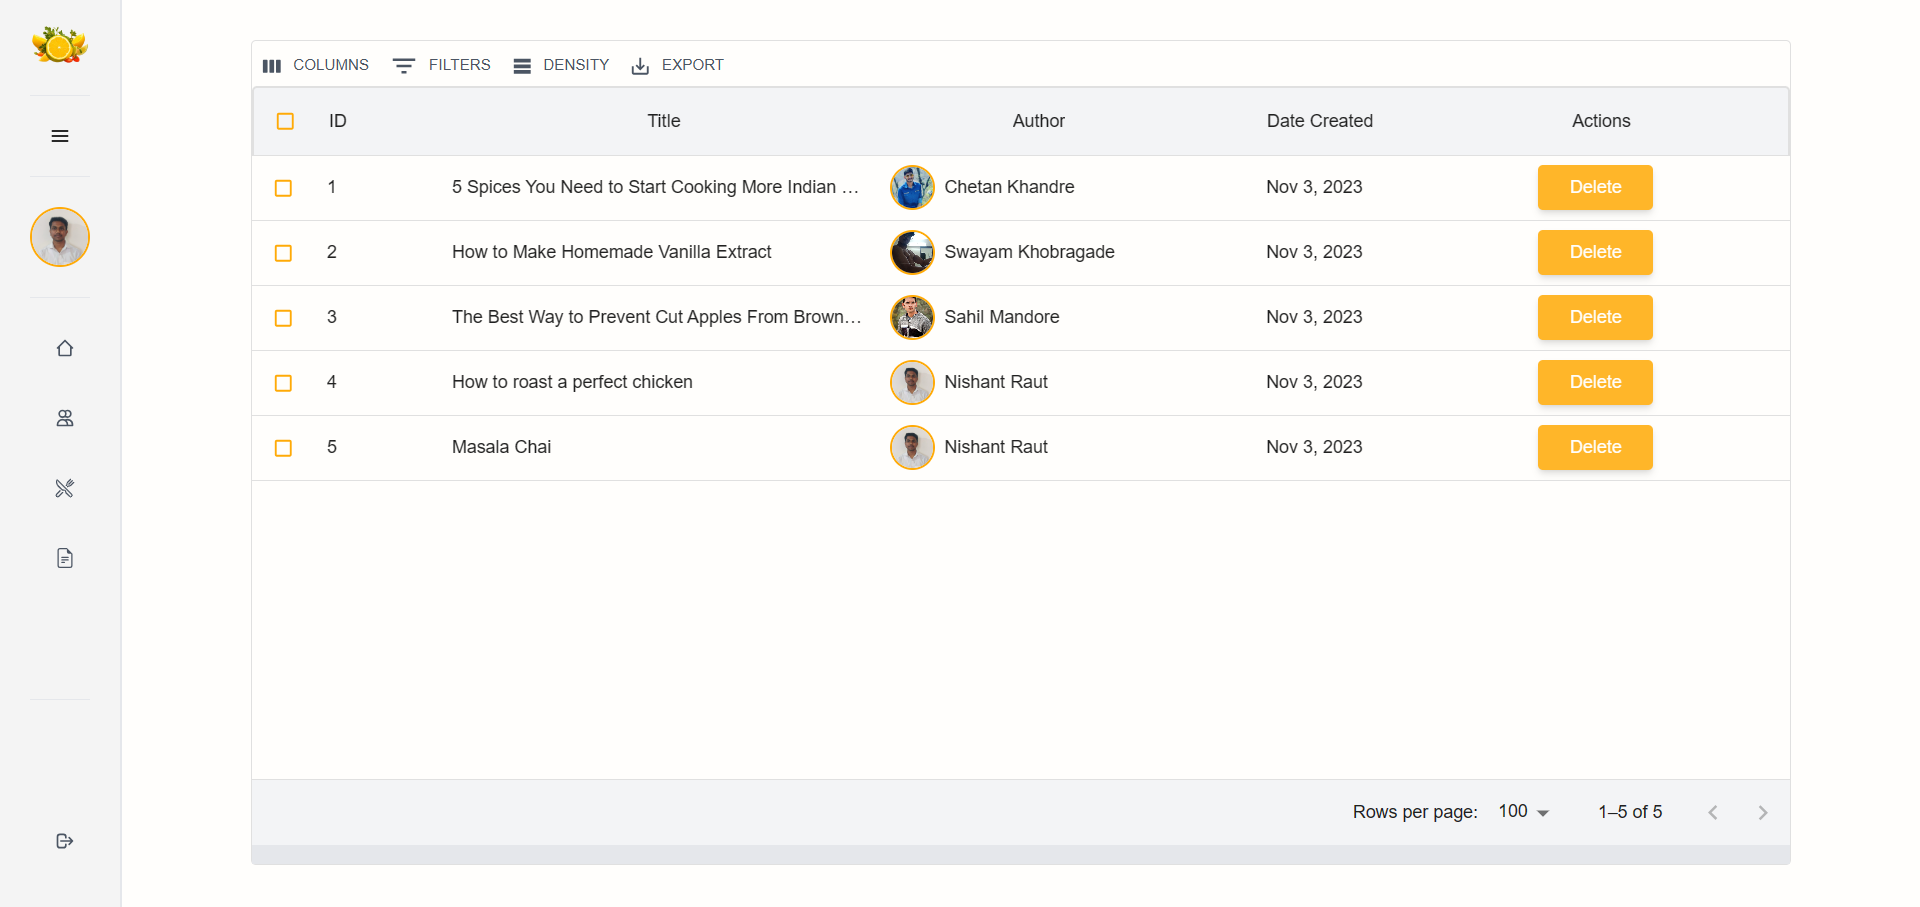 COLUMNS FILTERS DENSITY EXPORT
ID Title Author Date Created Actions
1 5 Spices You Need to Start Cooking More Indian … Chetan Khandre Nov 3, 2023 Delete
2 How to Make Homemade Vanilla Extract Swayam Khobragade Nov 3, 2023 Delete
3 The Best Way to Prevent Cut Apples From Brown… Sahil Mandore Nov 3, 2023 Delete
4 How to roast a perfect chicken Nishant Raut Nov 3, 2023 Delete
5 Masala Chai Nishant Raut Nov 3, 2023 Delete
Rows per page: 100 1–5 of 5